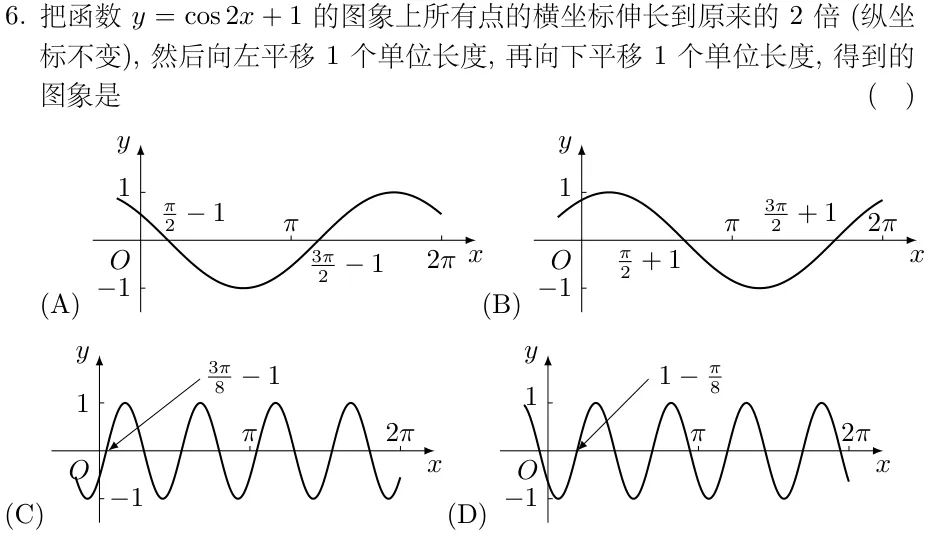 6. 把函数 y = cos 2x + 1 的图象上所有点的横坐标伸长到原来的 2 倍 (纵坐
标不变), 然后向左平移 1 个单位长度, 再向下平移 1 个单位长度, 得到的
图象是 ( )
(A) y 1 π/2 − 1 π O 3π/2 − 1 2π x −1
(B) y 1 π 3π/2 + 1 2π O π/2 + 1 x −1
(C) y 3π/8 − 1 1 π 2π O x −1
(D) y 1 − π/8 1 π 2π O x −1